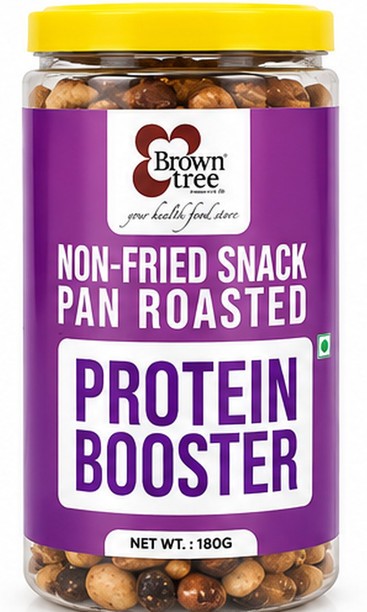 Brown®
tree
your health food store
NON-FRIED SNACK
PAN ROASTED
PROTEIN
BOOSTER
NET WT. : 180G